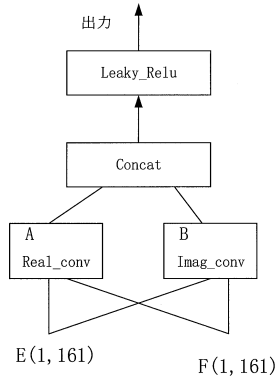 出力
Leaky_Relu
Concat
A
Real_conv
B
Imag_conv
E(1,161)
F(1,161)